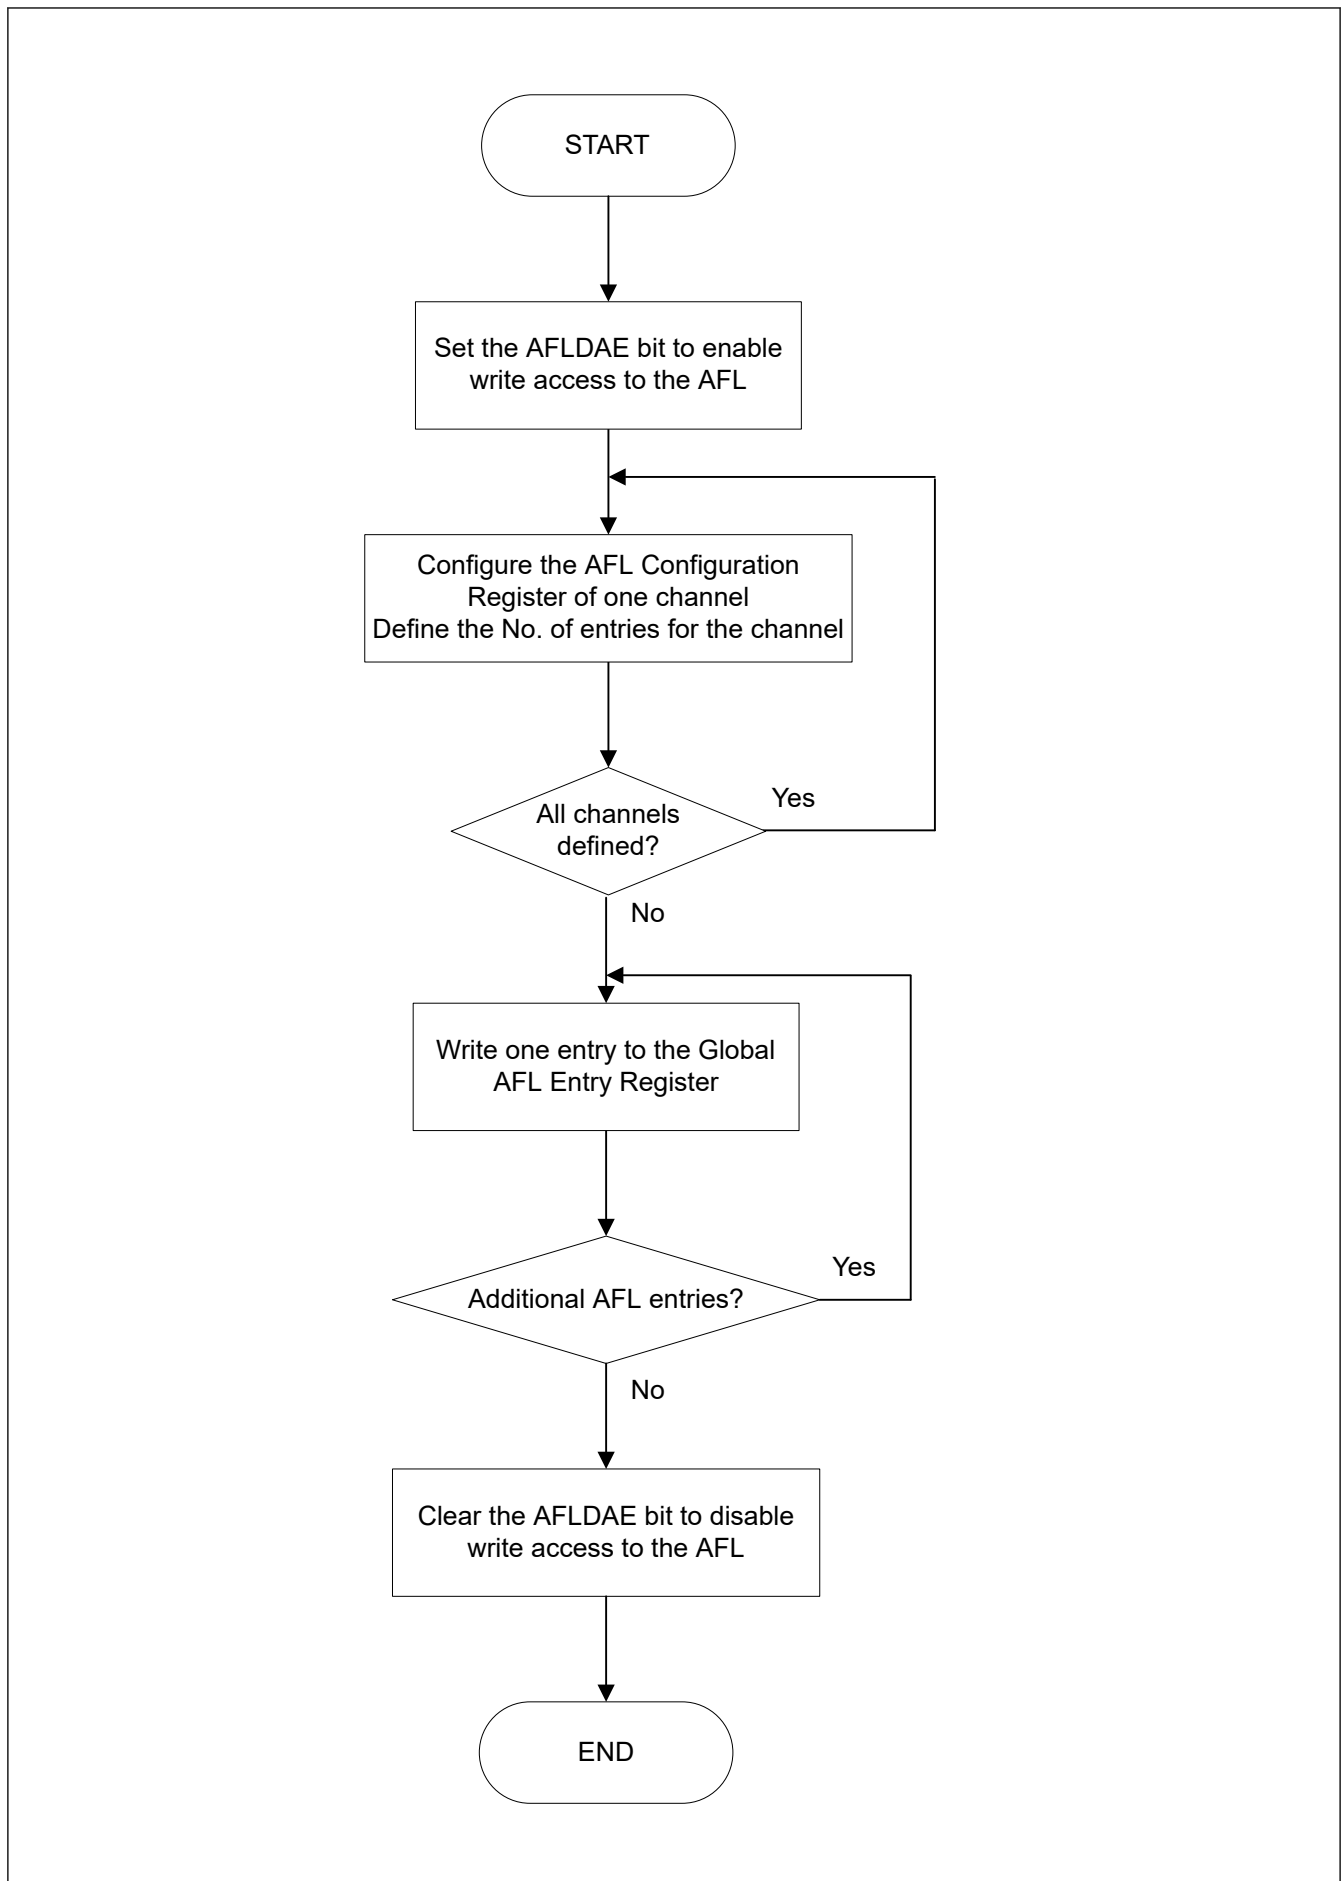 START
Set the AFLDAE bit to enable
write access to the AFL
Configure the AFL Configuration
Register of one channel
Define the No. of entries for the channel
All channels
defined?
Yes
No
Write one entry to the Global
AFL Entry Register
Additional AFL entries?
Yes
No
Clear the AFLDAE bit to disable
write access to the AFL
END